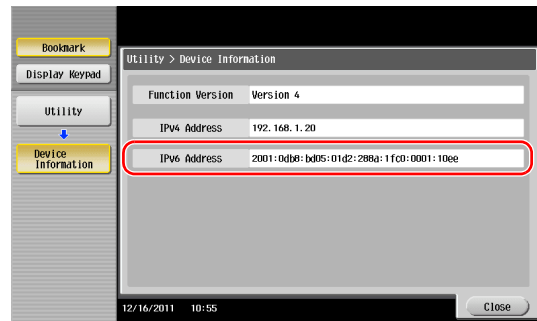 Bookmark
Display Keypad
Utility
Device
Information
Utility > Device Information
Function Version Version 4
IPv4 Address 192.168.1.20
IPv6 Address 2001:0db8:bd05:01d2:288a:1fc0:0001:10ee
12/16/2011 10:55
Close